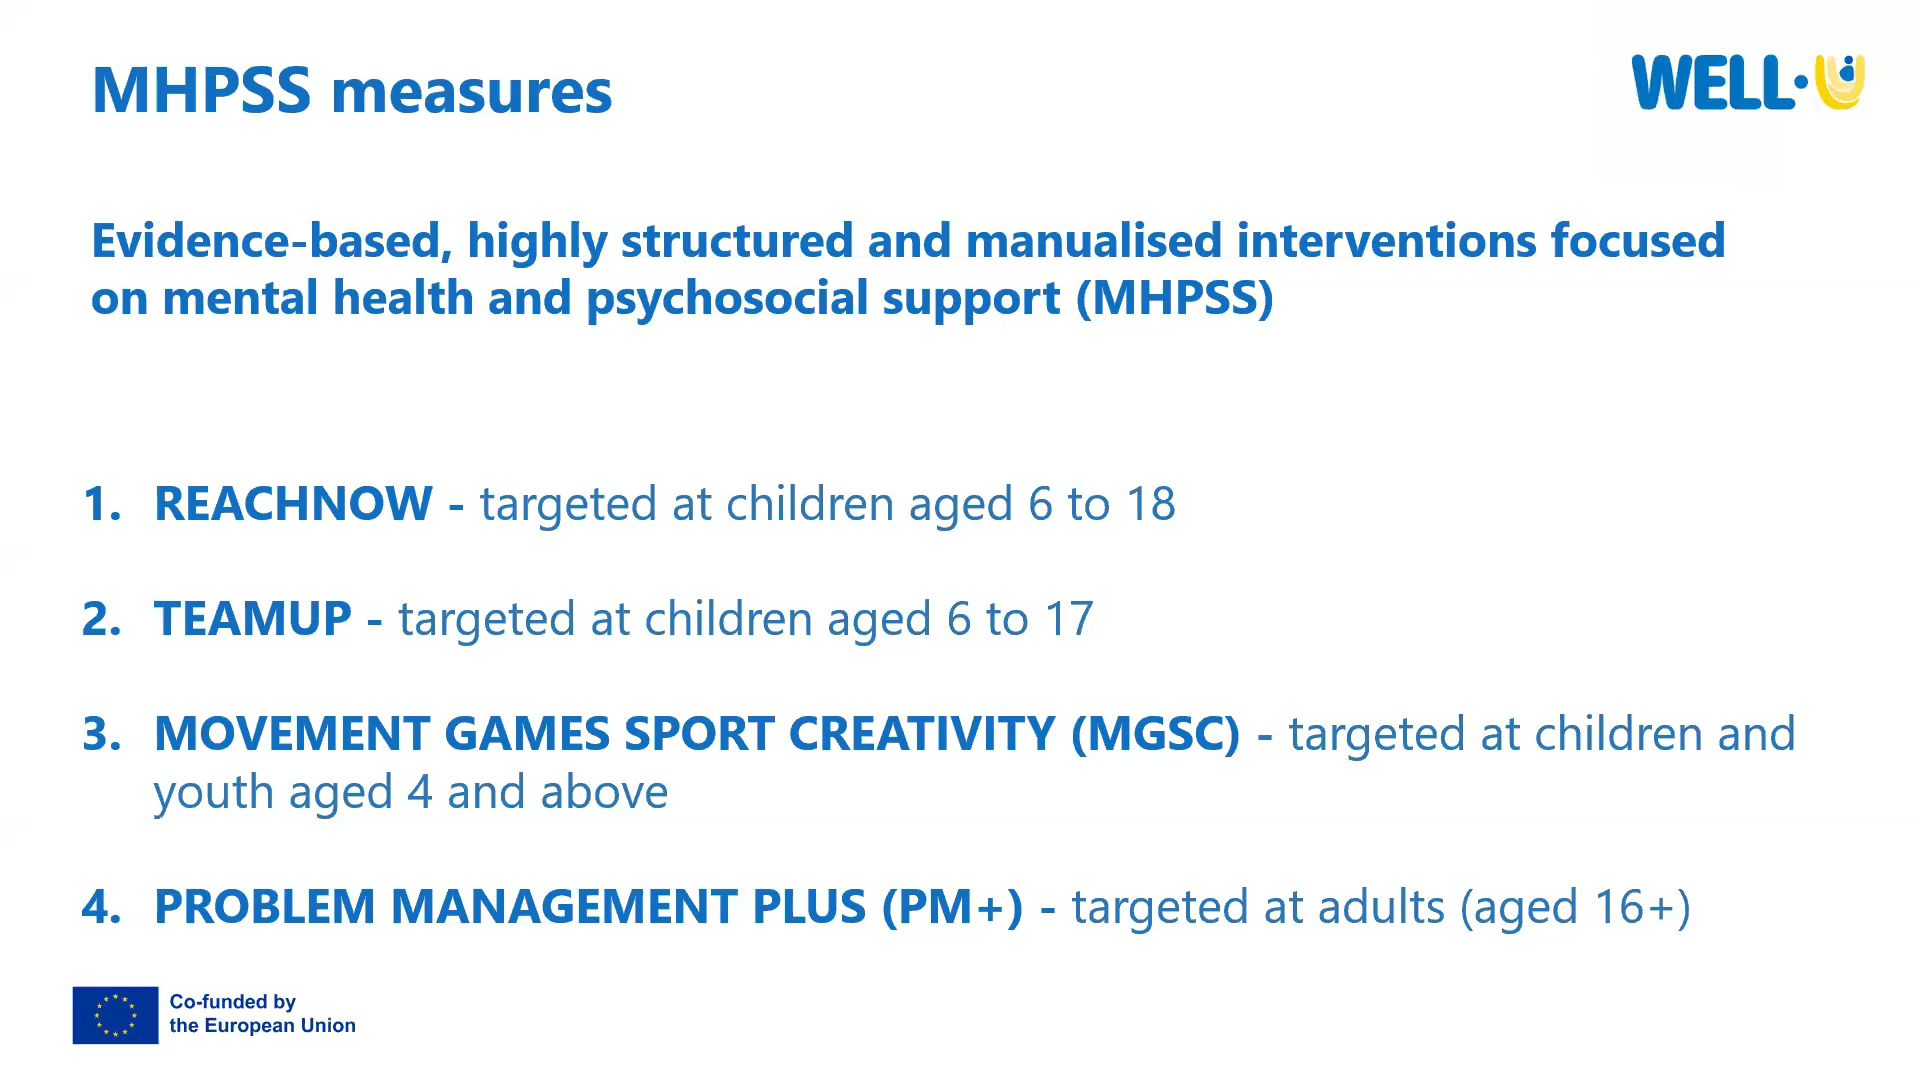 MHPSS measures
WELL·U
Evidence-based, highly structured and manualised interventions focused
on mental health and psychosocial support (MHPSS)
1. REACHNOW - targeted at children aged 6 to 18
2. TEAMUP - targeted at children aged 6 to 17
3. MOVEMENT GAMES SPORT CREATIVITY (MGSC) - targeted at children and
youth aged 4 and above
4. PROBLEM MANAGEMENT PLUS (PM+) - targeted at adults (aged 16+)
Co-funded by
the European Union